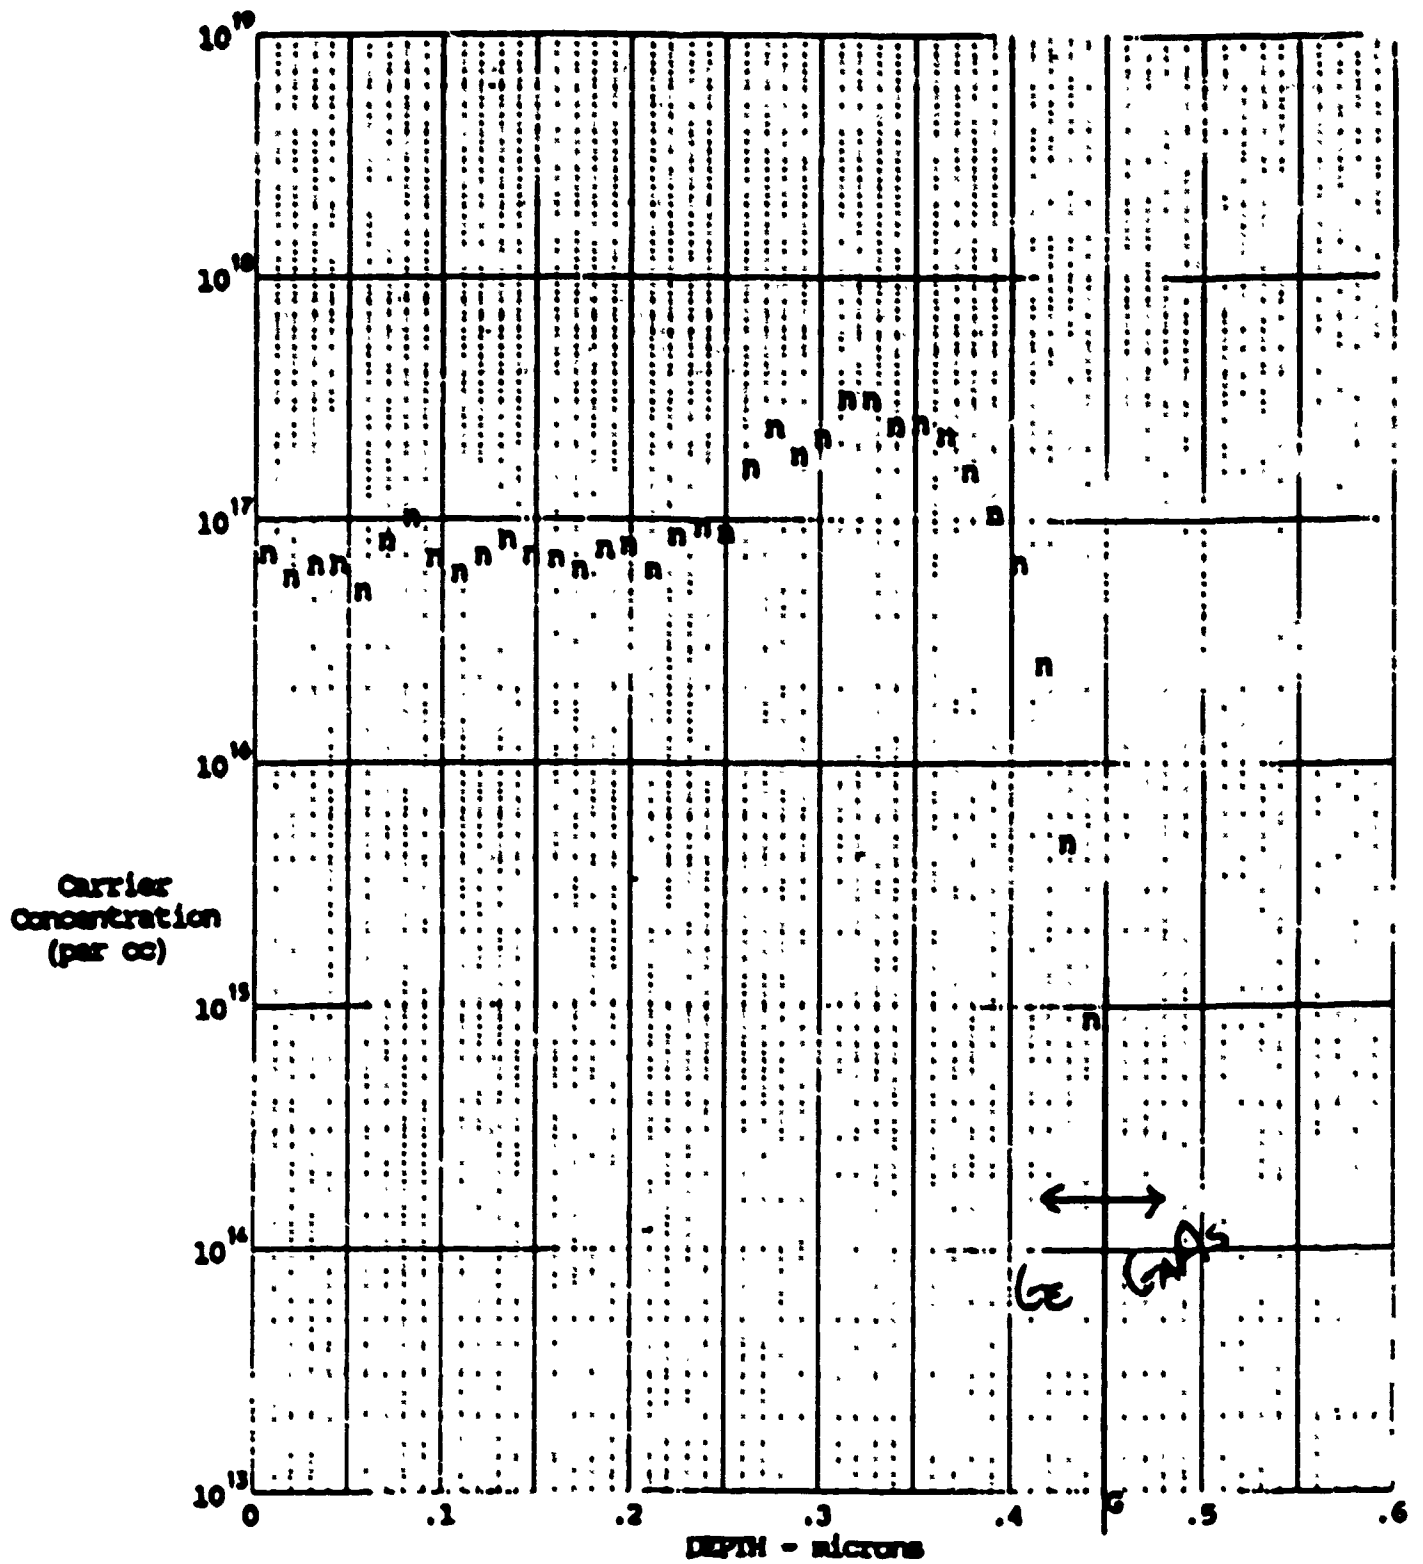 10^19
10^18
10^17
10^16
Carrier
Concentration
(per cc)
10^15
10^14
10^13
n n n n n n n n n n n n n n n n n n n n n n n n n n n n n n n n n n n n
GE
GAAS
G
0 .1 .2 .3 .4 .5 .6
DEPTH - microns